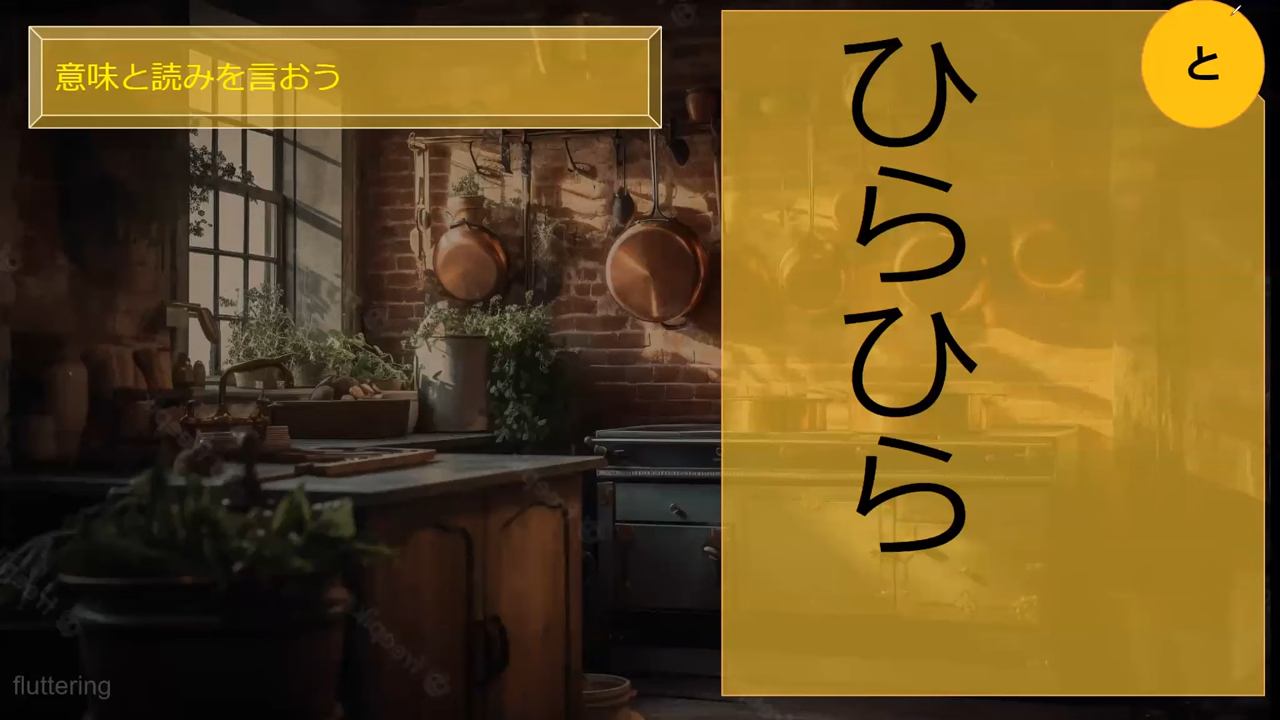 意味と読みを言おう
ひらひら
と
fluttering